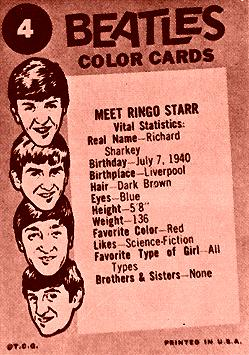 4
BEATLES
COLOR CARDS
MEET RINGO STARR
Vital Statistics:
Real Name—Richard
Sharkey
Birthday—July 7, 1940
Birthplace—Liverpool
Hair—Dark Brown
Eyes—Blue
Height—5'8"
Weight—136
Favorite Color—Red
Likes—Science-Fiction
Favorite Type of Girl—All
Types
Brothers & Sisters—None
©T.C.G.
PRINTED IN U.S.A.